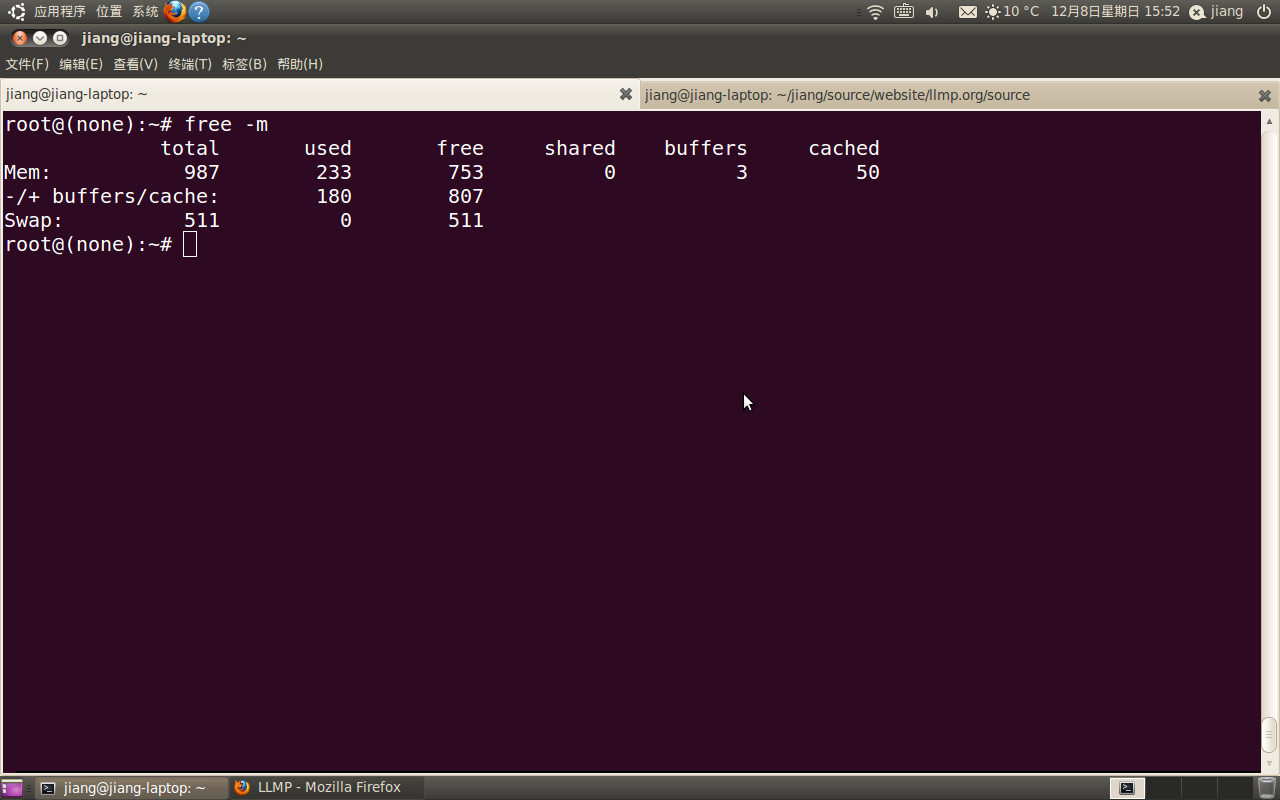 应用程序 位置 系统 10 °C 12月8日星期日 15:52 jiang
jiang@jiang-laptop: ~
文件(F) 编辑(E) 查看(V) 终端(T) 标签(B) 帮助(H)
jiang@jiang-laptop: ~ jiang@jiang-laptop: ~/jiang/source/website/llmp.org/source
root@(none):~# free -m
total used free shared buffers cached
Mem: 987 233 753 0 3 50
-/+ buffers/cache: 180 807
Swap: 511 0 511
root@(none):~#
jiang@jiang-laptop: ~ LLMP - Mozilla Firefox